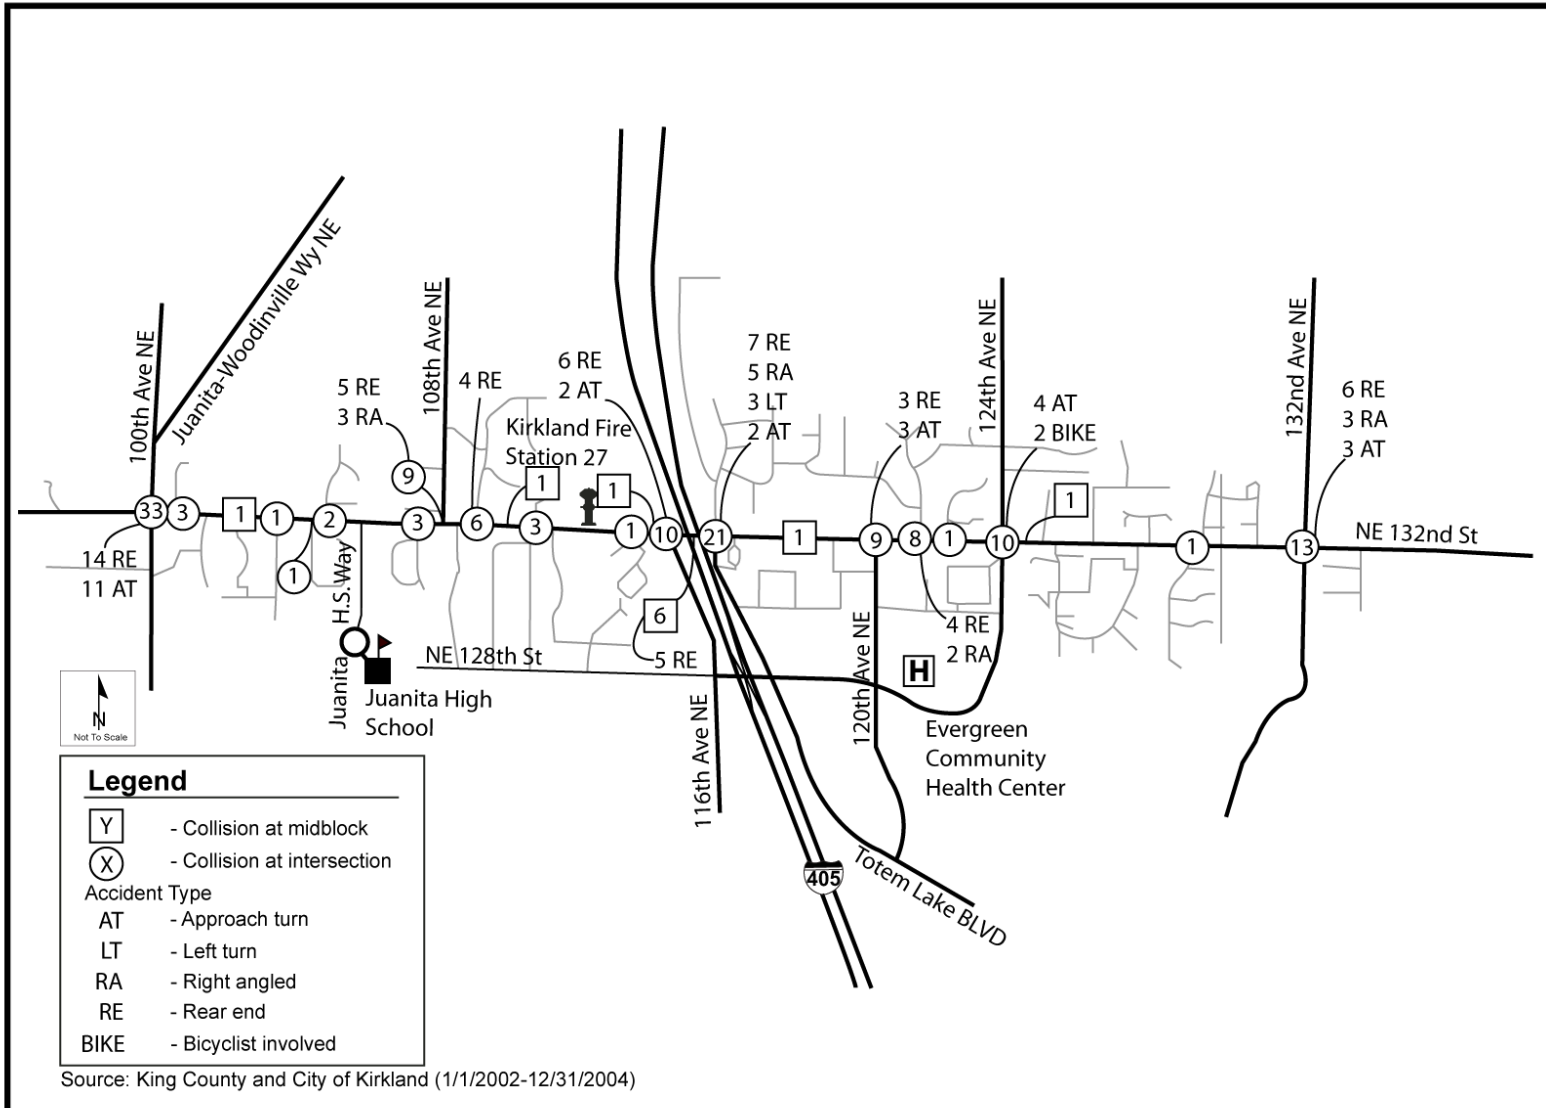 Juanita-Woodinville Wy NE
100th Ave NE
108th Ave NE
124th Ave NE
132nd Ave NE
5 RE
3 RA
4 RE
6 RE
2 AT
7 RE
5 RA
3 LT
2 AT
3 RE
3 AT
4 AT
2 BIKE
6 RE
3 RA
3 AT
Kirkland Fire
Station 27
9
1
1
1
33
3
1
1
2
3
6
3
1
10
21
1
9
8
1
10
1
13
NE 132nd St
14 RE
11 AT
1
6
5 RE
4 RE
2 RA
Juanita H.S. Way
NE 128th St
H
Juanita High
School
116th Ave NE
120th Ave NE
Evergreen
Community
Health Center
405
Totem Lake BLVD
N
Not To Scale
Legend
Y - Collision at midblock
X - Collision at intersection
Accident Type
AT - Approach turn
LT - Left turn
RA - Right angled
RE - Rear end
BIKE - Bicyclist involved
Source: King County and City of Kirkland (1/1/2002-12/31/2004)